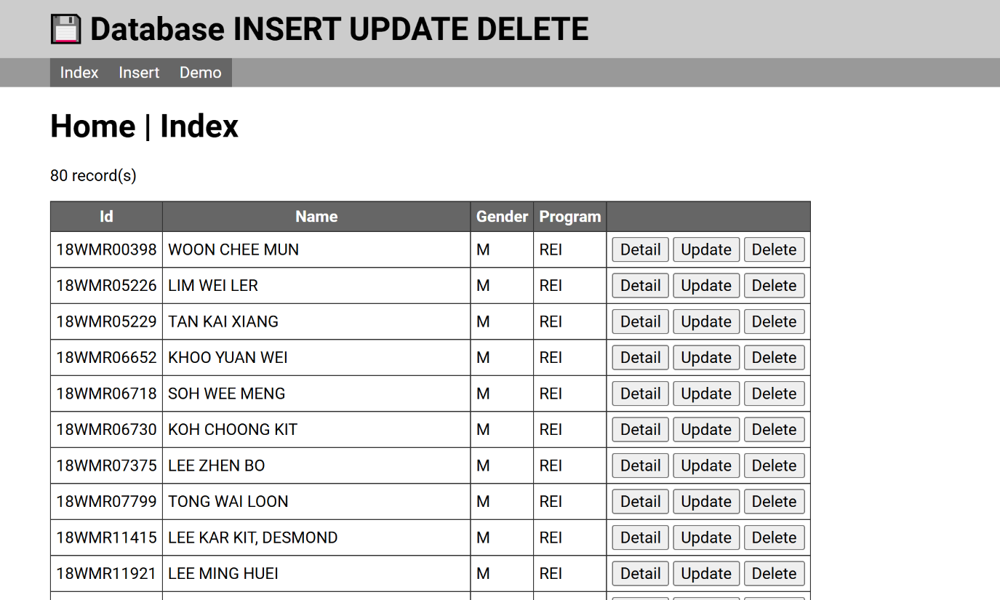 Database INSERT UPDATE DELETE
Index Insert Demo
Home | Index
80 record(s)
Id Name Gender Program
18WMR00398 WOON CHEE MUN M REI Detail Update Delete
18WMR05226 LIM WEI LER M REI Detail Update Delete
18WMR05229 TAN KAI XIANG M REI Detail Update Delete
18WMR06652 KHOO YUAN WEI M REI Detail Update Delete
18WMR06718 SOH WEE MENG M REI Detail Update Delete
18WMR06730 KOH CHOONG KIT M REI Detail Update Delete
18WMR07375 LEE ZHEN BO M REI Detail Update Delete
18WMR07799 TONG WAI LOON M REI Detail Update Delete
18WMR11415 LEE KAR KIT, DESMOND M REI Detail Update Delete
18WMR11921 LEE MING HUEI M REI Detail Update Delete